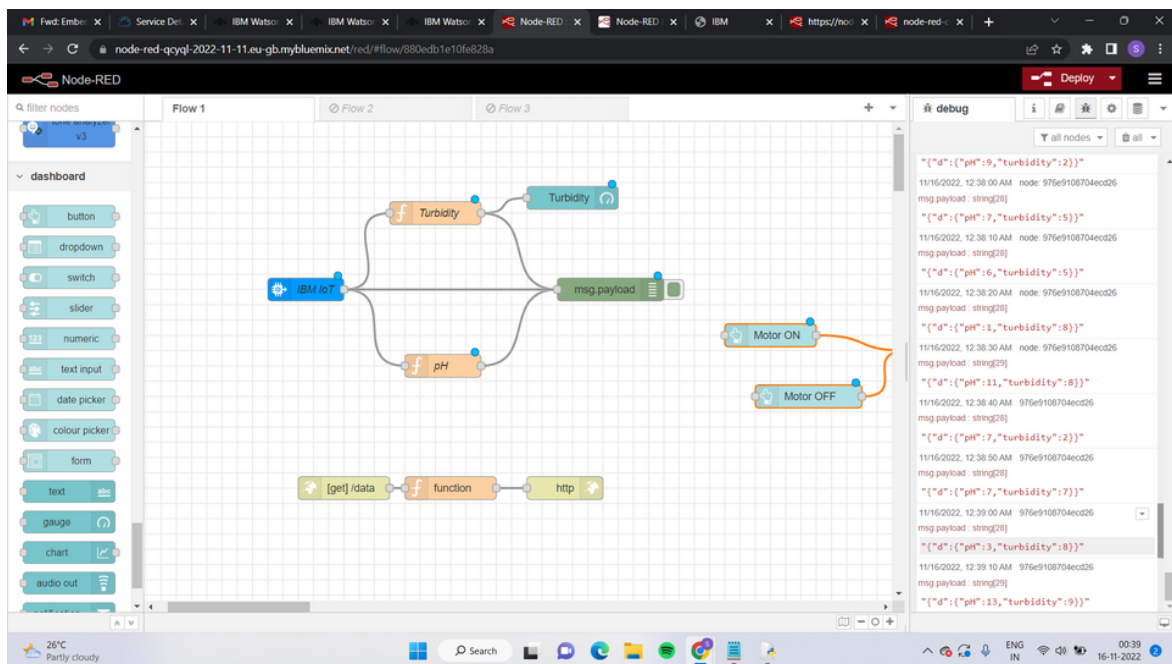 Fwd: Embe
Service Det
IBM Watsor
IBM Watsor
IBM Watsor
Node-RED
Node-RED
IBM
https://nod
node-red-c
node-red-qcyql-2022-11-11.eu-gb.mybluemix.net/red/#flow/880edb1e10fe828a
S
Node-RED
Deploy
filter nodes
Flow 1
Flow 2
Flow 3
debug
all nodes
all
v3
dashboard
button
dropdown
switch
slider
numeric
text input
date picker
colour picker
form
text
gauge
chart
audio out
123
abc
abc
Turbidity
Turbidity
IBM IoT
msg.payload
pH
Motor ON
Motor OFF
[get] /data
function
http
"{"d":{"pH":9,"turbidity":2}}"
11/16/2022, 12:38:00 AM node: 976e9108704ecd26
msg.payload : string[28]
"{"d":{"pH":7,"turbidity":5}}"
11/16/2022, 12:38:10 AM node: 976e9108704ecd26
msg.payload : string[28]
"{"d":{"pH":6,"turbidity":5}}"
11/16/2022, 12:38:20 AM node: 976e9108704ecd26
msg.payload : string[28]
"{"d":{"pH":1,"turbidity":8}}"
11/16/2022, 12:38:30 AM node: 976e9108704ecd26
msg.payload : string[29]
"{"d":{"pH":11,"turbidity":8}}"
11/16/2022, 12:38:40 AM 976e9108704ecd26
msg.payload : string[28]
"{"d":{"pH":7,"turbidity":2}}"
11/16/2022, 12:38:50 AM 976e9108704ecd26
msg.payload : string[28]
"{"d":{"pH":7,"turbidity":7}}"
11/16/2022, 12:39:00 AM 976e9108704ecd26
msg.payload : string[28]
"{"d":{"pH":3,"turbidity":8}}"
11/16/2022, 12:39:10 AM 976e9108704ecd26
msg.payload : string[29]
"{"d":{"pH":13,"turbidity":9}}"
26°C
Partly cloudy
Search
ENG
IN
00:39
16-11-2022
2